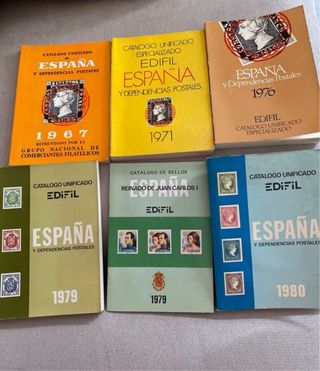 CATALOGO UNIFICADO
DE
ESPAÑA
Y DEPENDENCIAS POSTALES
1967
REFRENDADO POR EL
GRUPO NACIONAL DE
COMERCIANTES FILATELICOS
CATALOGO UNIFICADO
ESPECIALIZADO
EDIFIL
ESPAÑA
Y DEPENDENCIAS POSTALES
1971
ESPAÑA
y Dependencias Postales
1976
EDIFIL
CATALOGO UNIFICADO
ESPECIALIZADO
CATALOGO UNIFICADO
EDIFIL
ESPAÑA
Y DEPENDENCIAS POSTALES
1979
CATALOGO DE SELLOS
REINADO DE JUAN CARLOS I
EDIFIL
ESPAÑA
1979
CATALOGO UNIFICADO
EDIFIL
ESPAÑA
Y DEPENDENCIAS POSTALES
1980